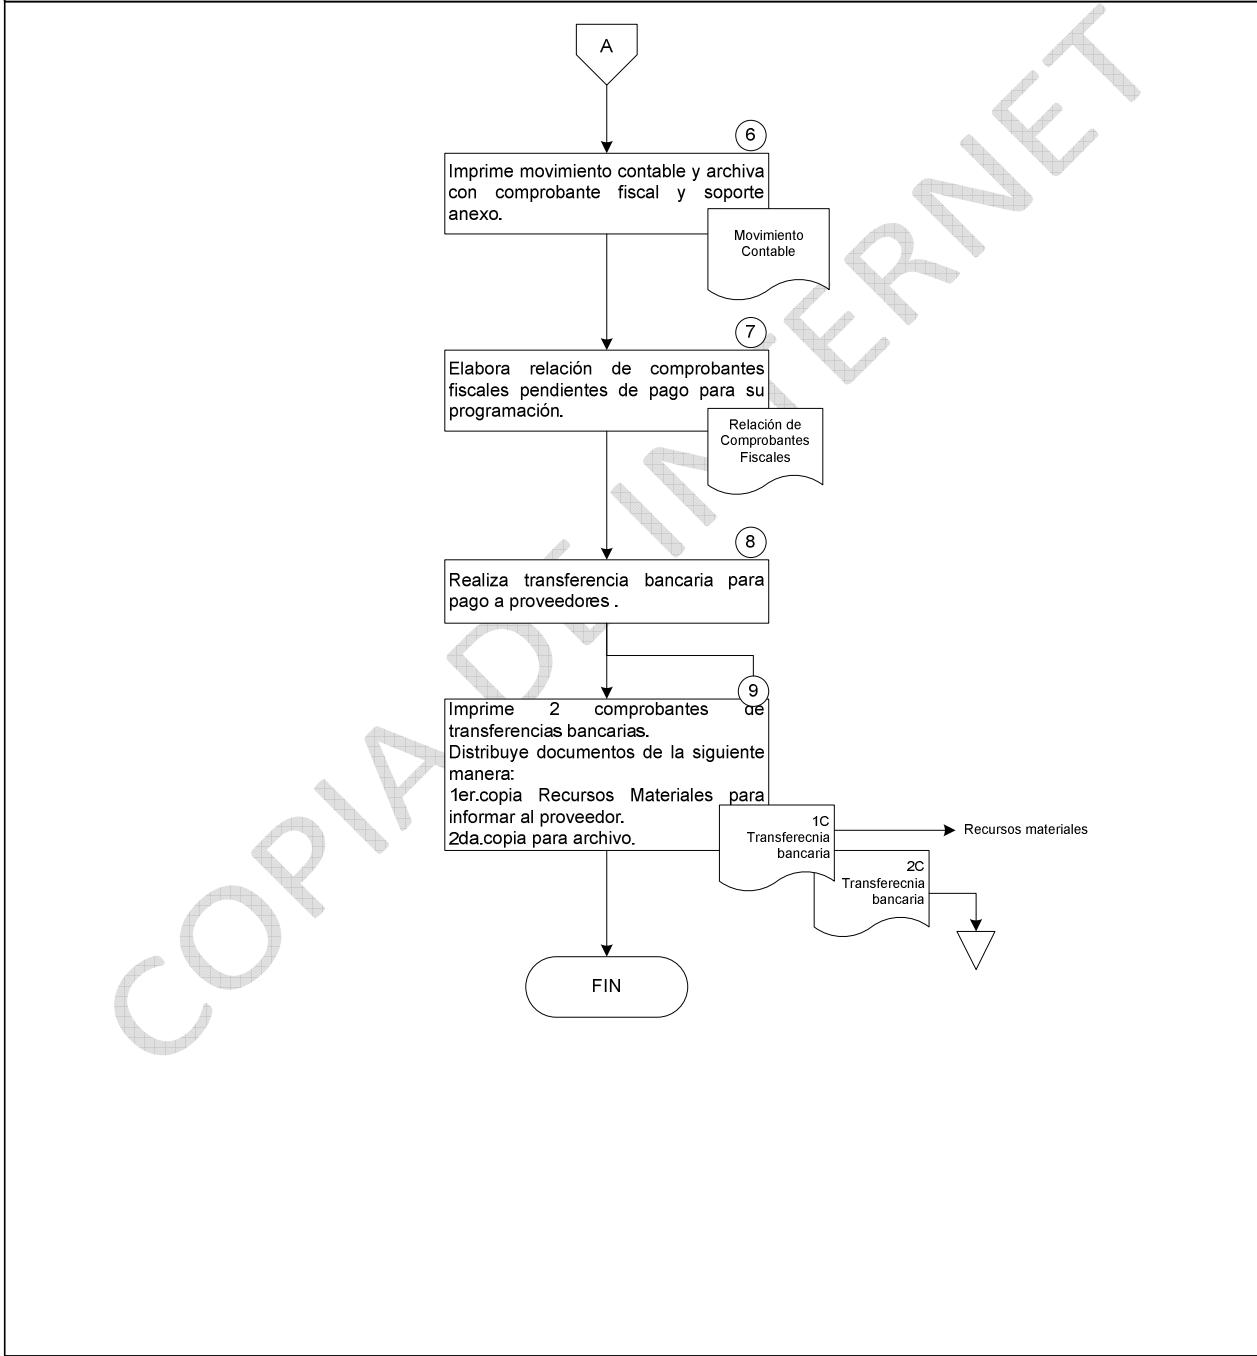 A
6
Imprime movimiento contable y archiva
con comprobante fiscal y soporte
anexo.
Movimiento
Contable
7
Elabora relación de comprobantes
fiscales pendientes de pago para su
programación.
Relación de
Comprobantes
Fiscales
8
Realiza transferencia bancaria para
pago a proveedores .
9
Imprime 2 comprobantes de
transferencias bancarias.
Distribuye documentos de la siguiente
manera:
1er.copia Recursos Materiales para
informar al proveedor.
2da.copia para archivo.
1C
Transferecnia
bancaria
Recursos materiales
2C
Transferecnia
bancaria
FIN
COPIA DE INTERNET